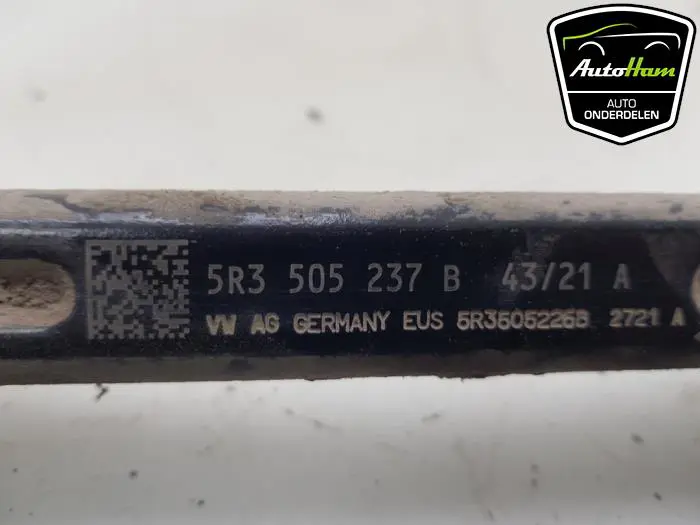 AutoHam
AUTO
ONDERDELEN
5R3 505 237 B 43/21 A
VW AG GERMANY EUS 5R3505226B 2721 A